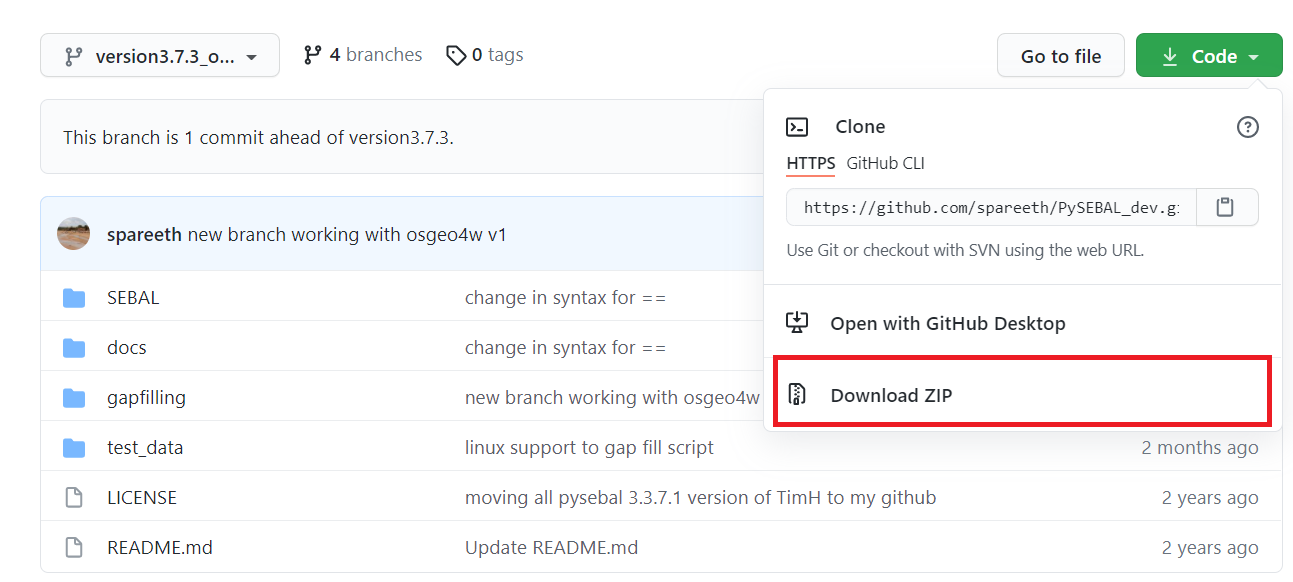 version3.7.3_o... 4 branches 0 tags Go to file Code
This branch is 1 commit ahead of version3.7.3.
Clone
HTTPS GitHub CLI
https://github.com/spareeth/PySEBAL_dev.g
Use Git or checkout with SVN using the web URL.
Open with GitHub Desktop
Download ZIP
spareeth new branch working with osgeo4w v1
SEBAL change in syntax for ==
docs change in syntax for ==
gapfilling new branch working with osgeo4w
test_data linux support to gap fill script 2 months ago
LICENSE moving all pysebal 3.3.7.1 version of TimH to my github 2 years ago
README.md Update README.md 2 years ago